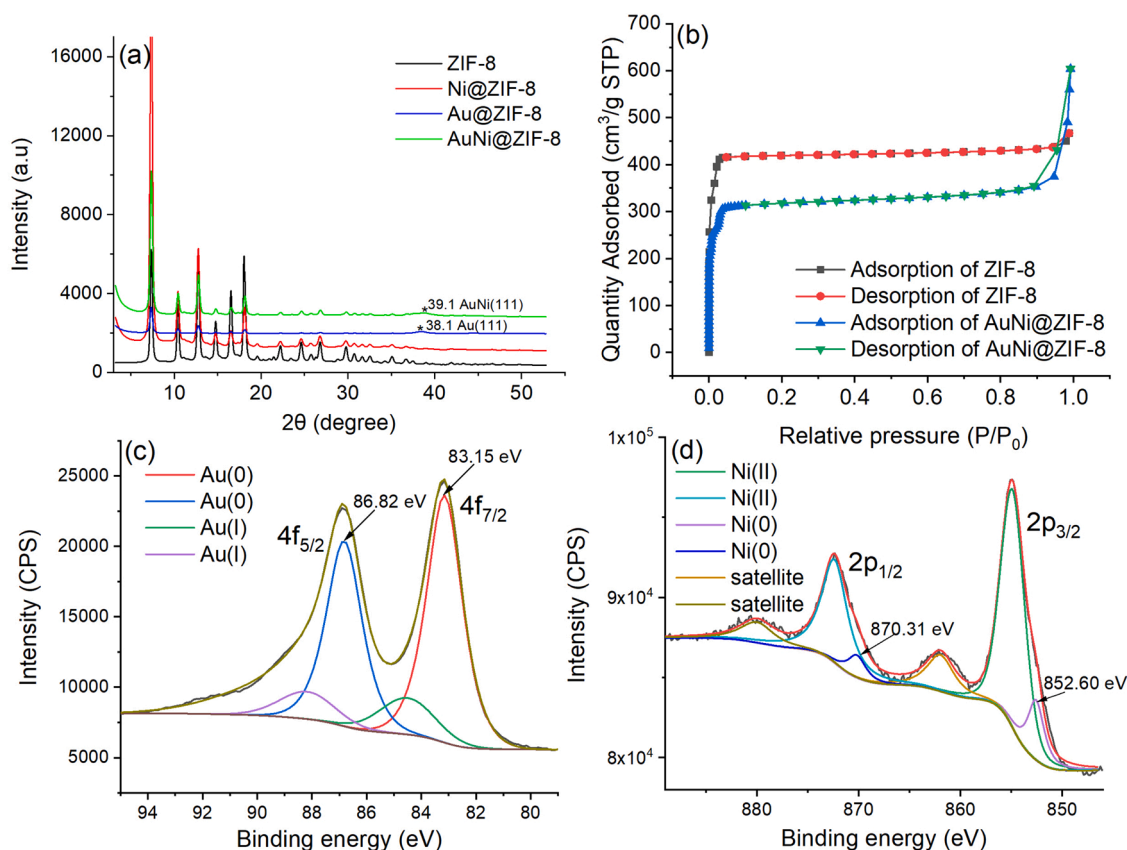 (a)
ZIF-8
Ni@ZIF-8
Au@ZIF-8
AuNi@ZIF-8
16000
12000
8000
4000
0
Intensity (a.u)
*39.1 AuNi(111)
*38.1 Au(111)
10 20 30 40 50
2θ (degree)
(b)
700
600
500
400
300
200
100
0
Quantity Adsorbed (cm³/g STP)
Adsorption of ZIF-8
Desorption of ZIF-8
Adsorption of AuNi@ZIF-8
Desorption of AuNi@ZIF-8
0.0 0.2 0.4 0.6 0.8 1.0
Relative pressure (P/P₀)
(c)
Au(0)
Au(0)
Au(I)
Au(I)
83.15 eV
86.82 eV
4f₇/₂
4f₅/₂
25000
20000
15000
10000
5000
Intensity (CPS)
94 92 90 88 86 84 82 80
Binding energy (eV)
(d)
Ni(II)
Ni(II)
Ni(0)
Ni(0)
satellite
satellite
2p₃/₂
2p₁/₂
870.31 eV
852.60 eV
1x10⁵
9x10⁴
8x10⁴
Intensity (CPS)
880 870 860 850
Binding energy (eV)